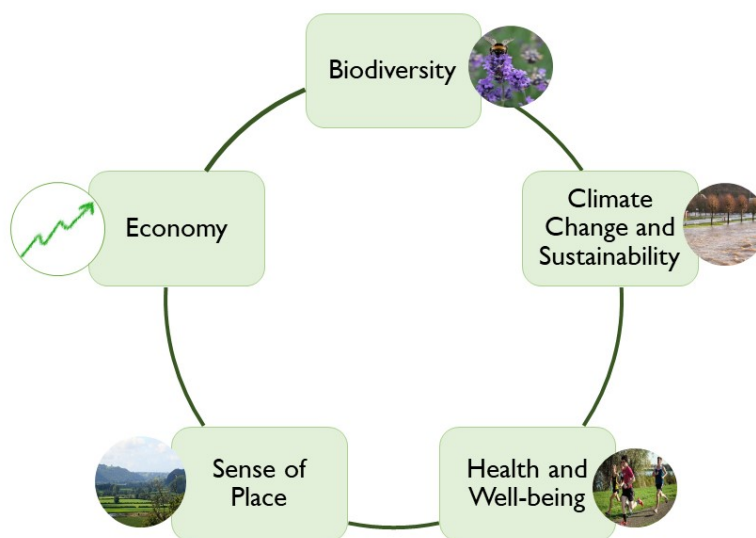 Biodiversity
Climate
Change and
Sustainability
Health and
Well-being
Sense of
Place
Economy